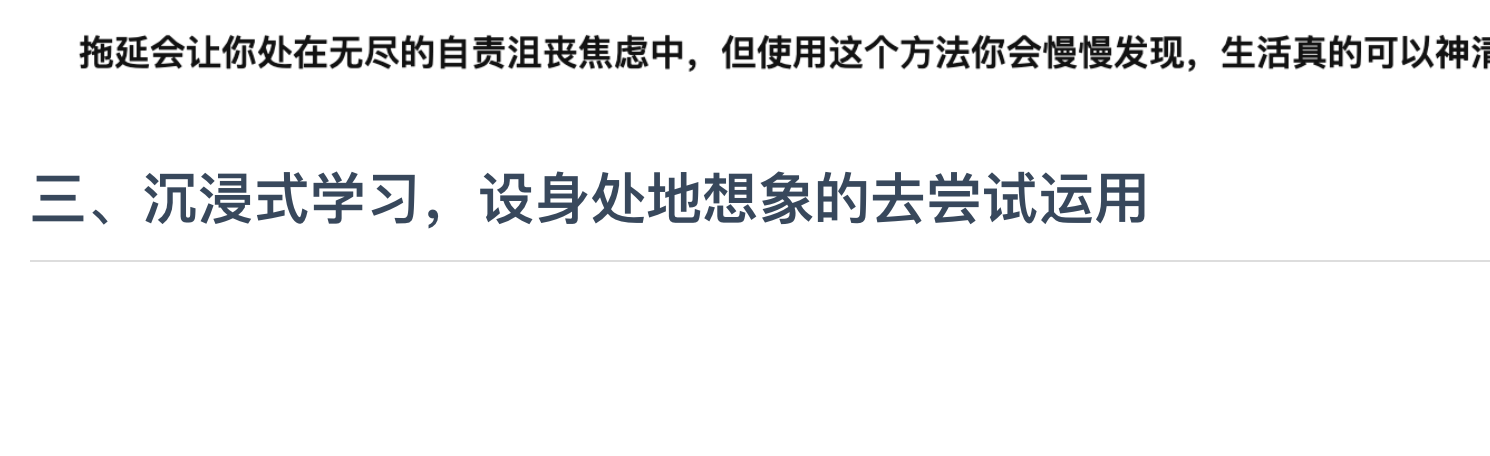 拖延会让你处在无尽的自责沮丧焦虑中，但使用这个方法你会慢慢发现，生活真的可以神
三、沉浸式学习，设身处地想象的去尝试运用